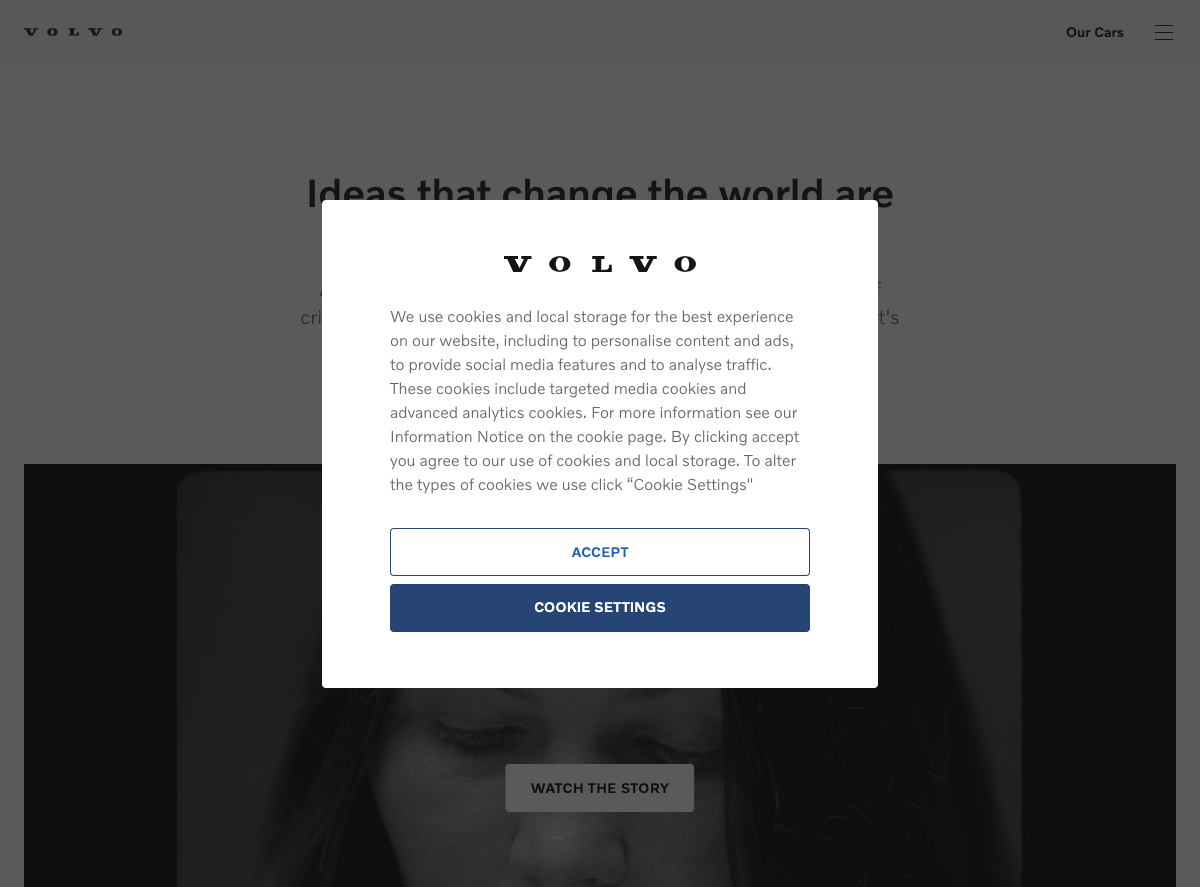 VOLVO
Our Cars
Ideas that change the world are
VOLVO
We use cookies and local storage for the best experience
on our website, including to personalise content and ads,
to provide social media features and to analyse traffic.
These cookies include targeted media cookies and
advanced analytics cookies. For more information see our
Information Notice on the cookie page. By clicking accept
you agree to our use of cookies and local storage. To alter
the types of cookies we use click “Cookie Settings"
ACCEPT
COOKIE SETTINGS
WATCH THE STORY